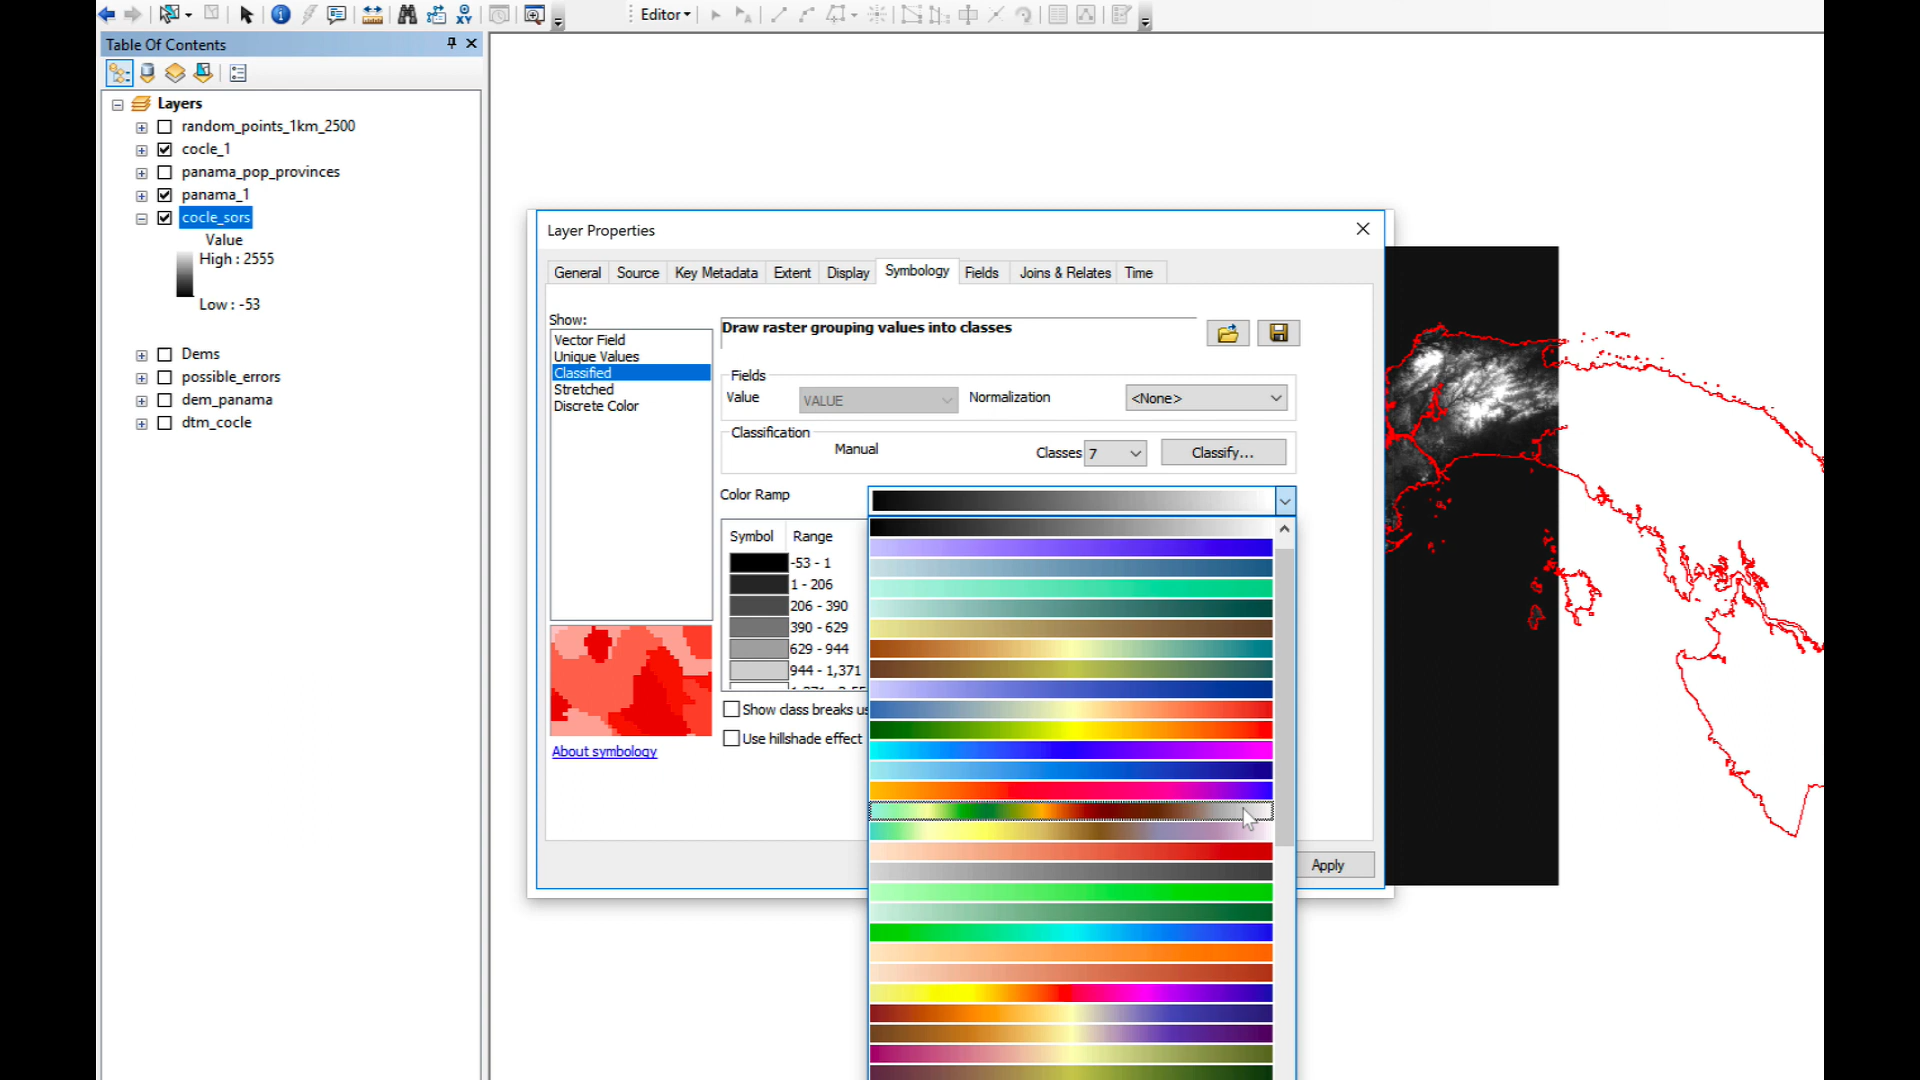 Editor
Table Of Contents
Layers
random_points_1km_2500
cocle_1
panama_pop_provinces
panama_1
cocle_sors
Value
High : 2555
Low : -53
Dems
possible_errors
dem_panama
dtm_cocle
Layer Properties
General Source Key Metadata Extent Display Symbology Fields Joins & Relates Time
Show:
Vector Field
Unique Values
Classified
Stretched
Discrete Color
About symbology
Draw raster grouping values into classes
Fields
Value VALUE Normalization <None>
Classification
Manual Classes 7 Classify...
Color Ramp
Symbol Range
-53 - 1
1 - 206
206 - 390
390 - 629
629 - 944
944 - 1,371
Show class breaks
Use hillshade effect
Apply